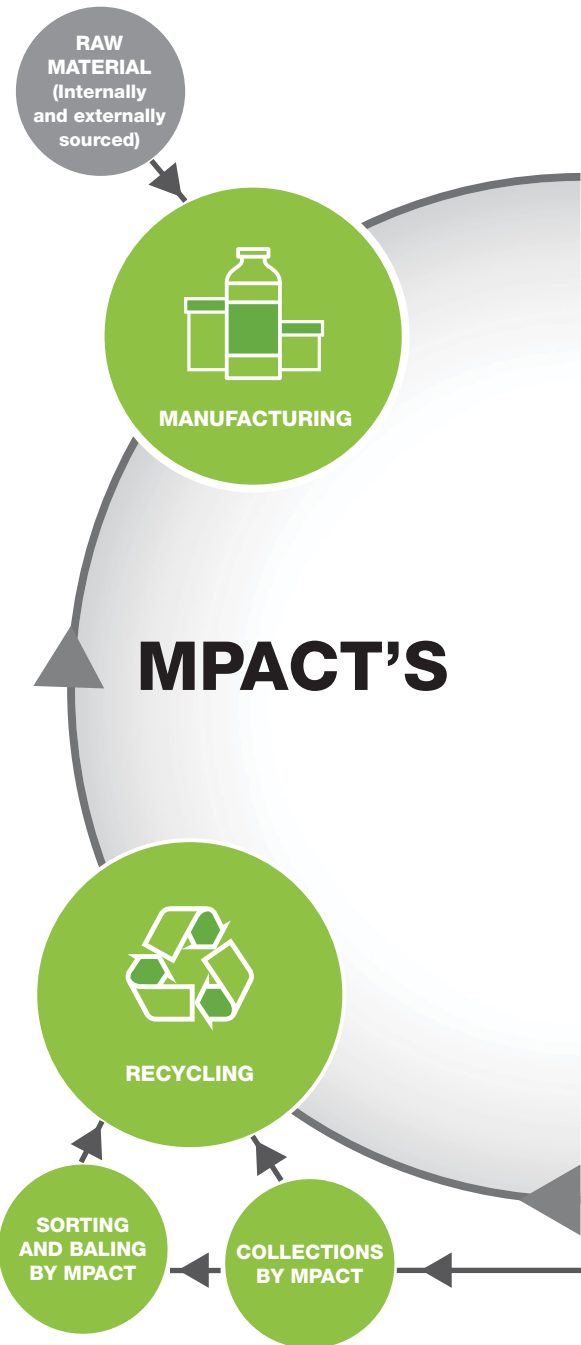 RAW
MATERIAL
(Internally
and externally
sourced)
MANUFACTURING
MPACT’S
RECYCLING
SORTING
AND BALING
BY MPACT
COLLECTIONS
BY MPACT